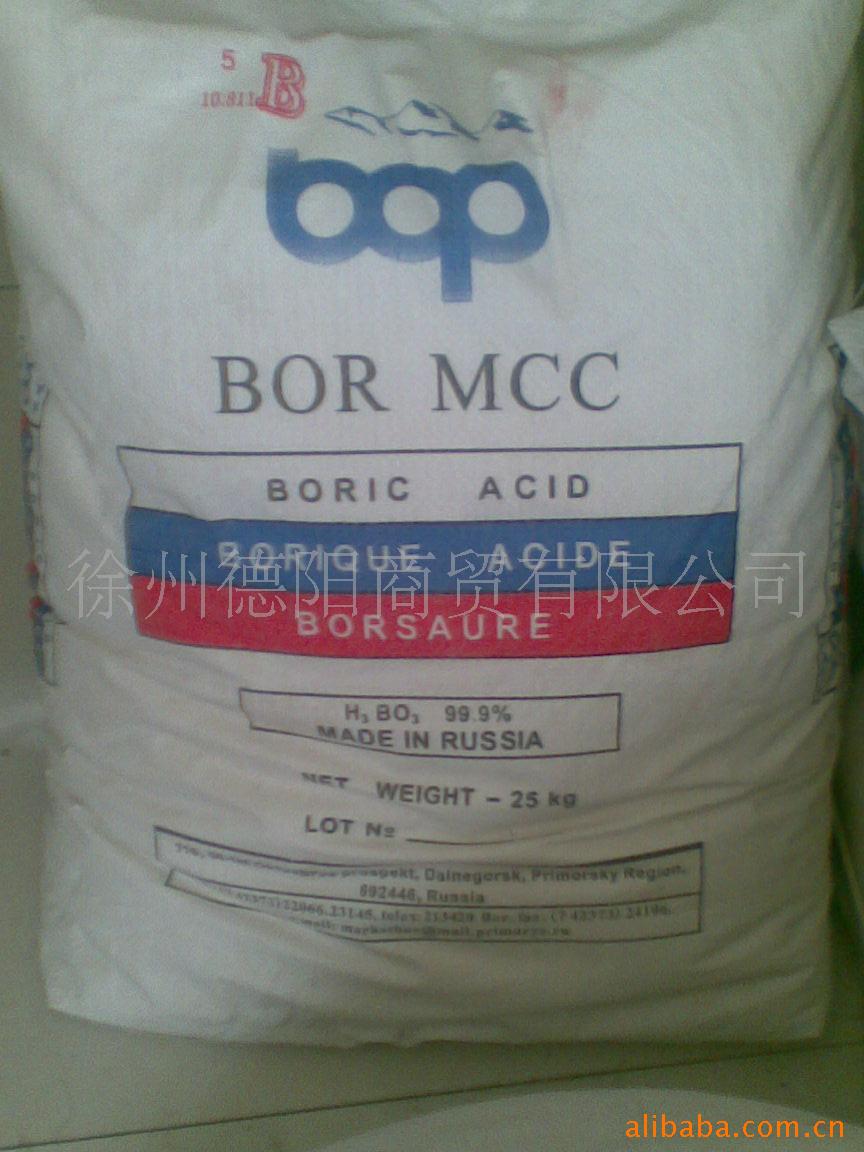 5
B
10.811
bop
BOR MCC
BORIC ACID
BORIQUE ACIDE
徐州德阳商贸有限公司
BORSAURE
H₃ BO₃ 99.9%
MADE IN RUSSIA
NET WEIGHT – 25 kg
LOT №
prospekt, Dalnegorsk, Primorsky Region,
692446, Russia
alibaba.com.cn